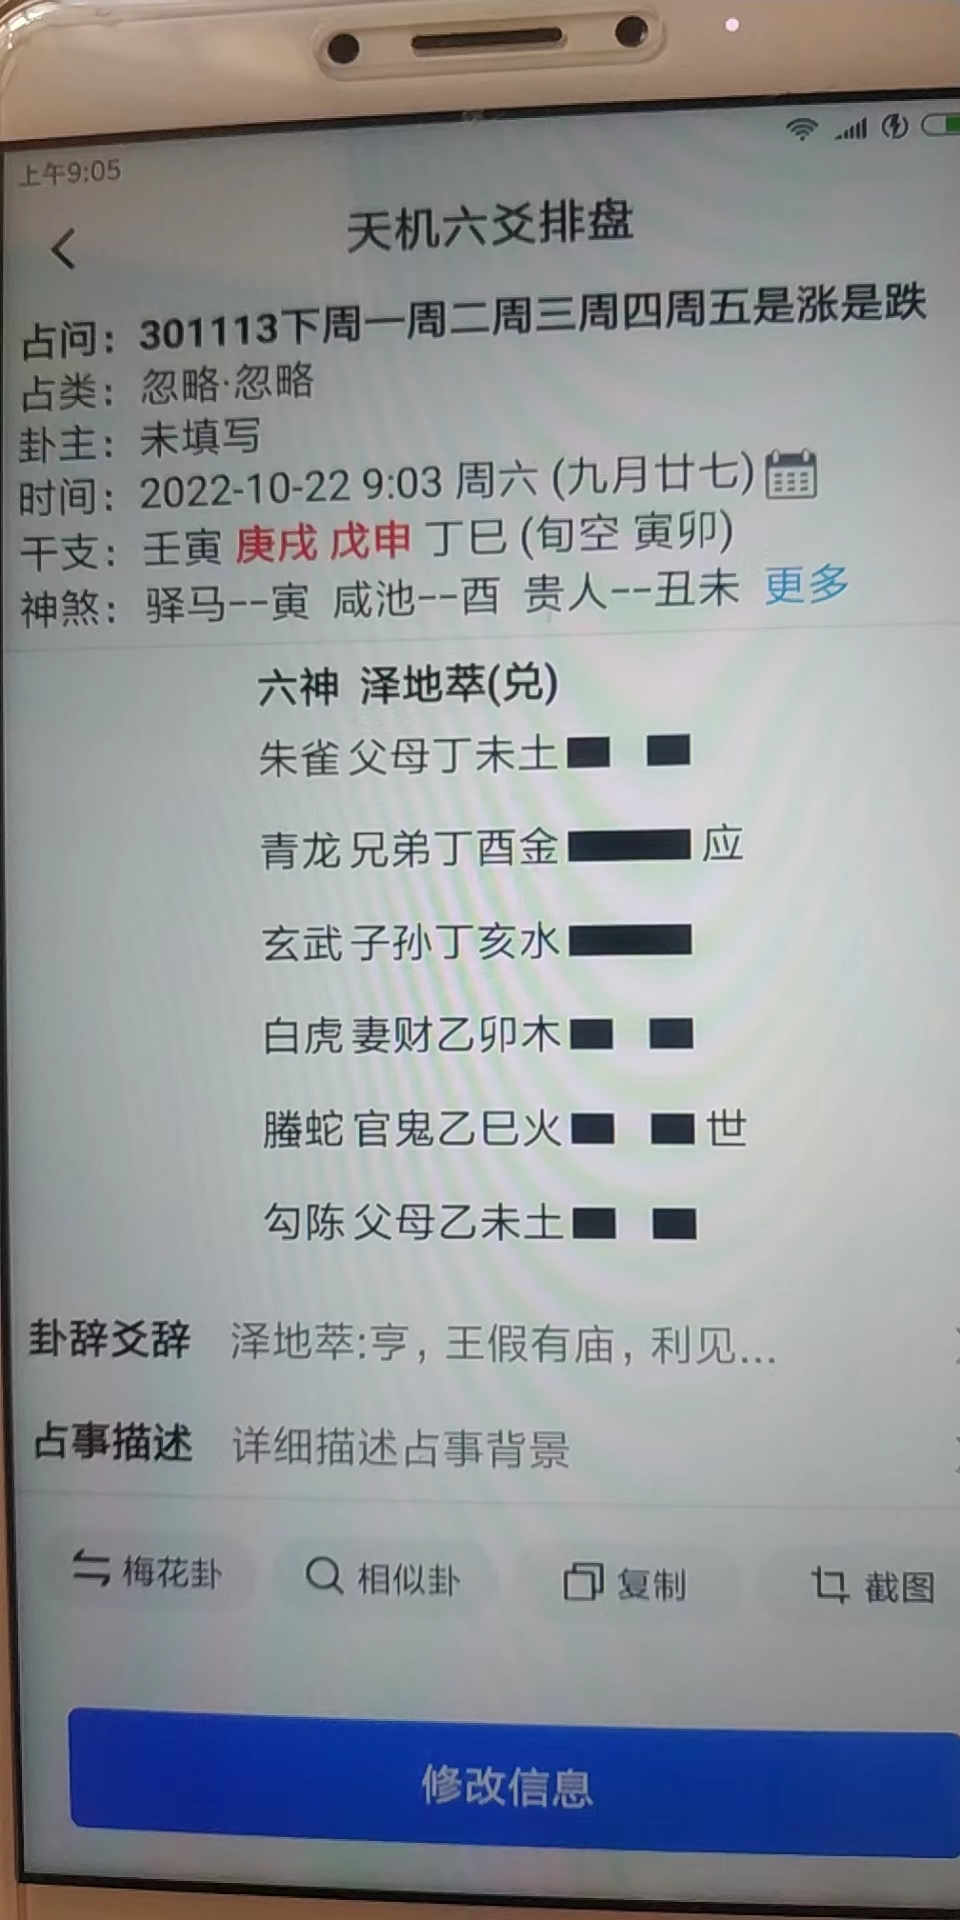 上午9:05
天机六爻排盘
占问：301113下周一周二周三周四周五是涨是跌
占类：忽略·忽略
卦主：未填写
时间：2022-10-22 9:03 周六 (九月廿七)
干支：壬寅 庚戌 戊申 丁巳 (旬空 寅卯)
神煞：驿马--寅 咸池--酉 贵人--丑未 更多
六神 泽地萃(兑)
朱雀 父母丁未土
青龙 兄弟丁酉金 应
玄武 子孙丁亥水
白虎 妻财乙卯木
螣蛇 官鬼乙巳火 世
勾陈 父母乙未土
卦辞爻辞 泽地萃:亨，王假有庙，利见...
占事描述 详细描述占事背景
梅花卦 相似卦 复制 截图
修改信息